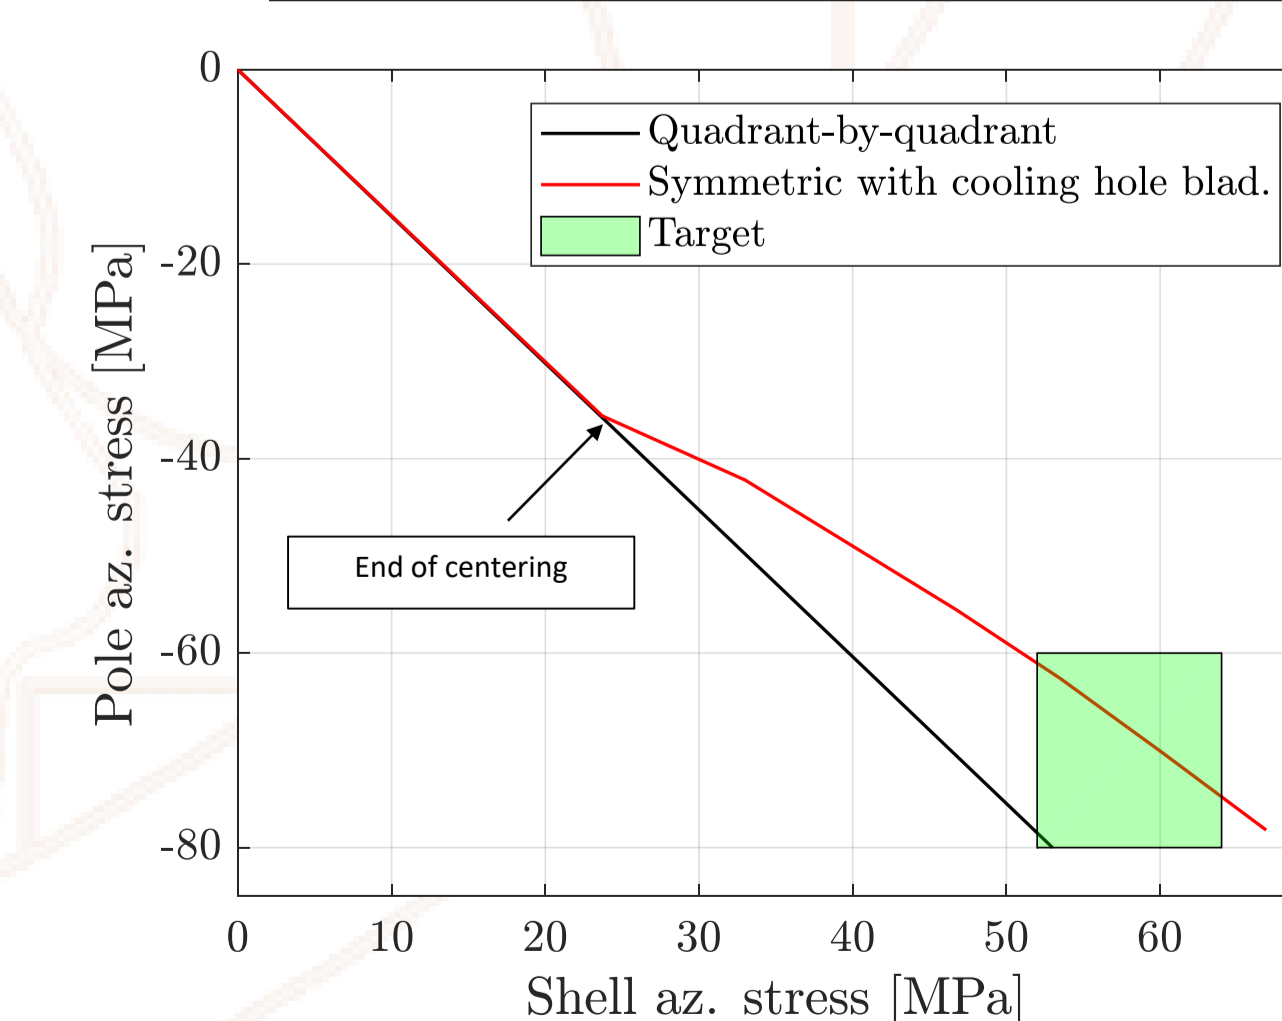 0
-20
-40
-60
-80
Pole az. stress [MPa]
Quadrant-by-quadrant
Symmetric with cooling hole blad.
Target
End of centering
0 10 20 30 40 50 60
Shell az. stress [MPa]